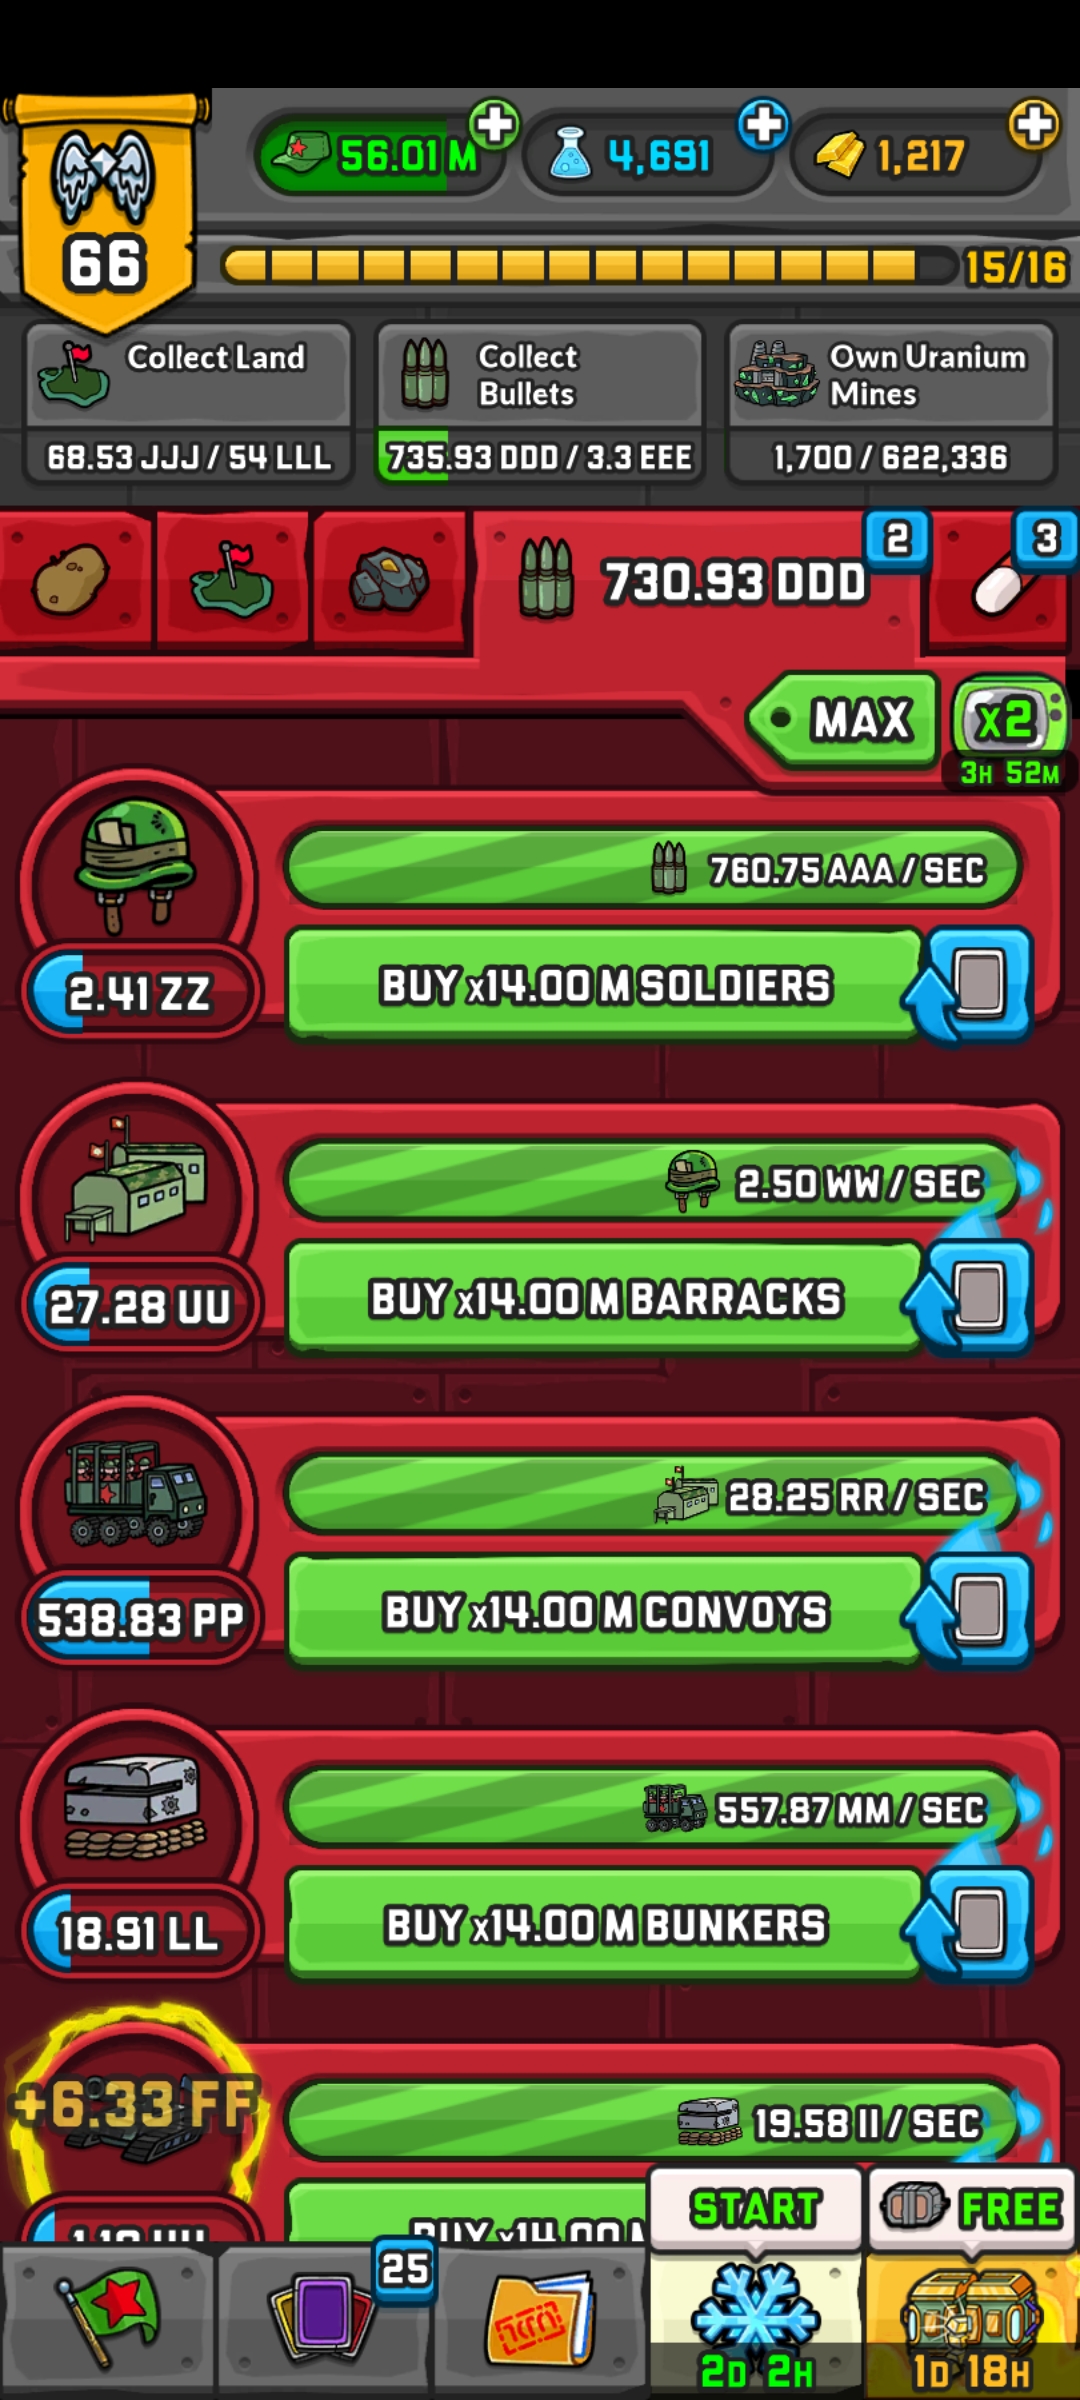 56.01 M
4,691
1,217
66
15/16
Collect Land
68.53 JJJ / 54 LLL
Collect
Bullets
735.93 DDD / 3.3 EEE
Own Uranium
Mines
1,700 / 622,336
730.93 DDD
2
3
MAX
x2
3H 52M
760.75 AAA / SEC
2.41 ZZ
BUY x14.00 M SOLDIERS
2.50 WW / SEC
27.28 UU
BUY x14.00 M BARRACKS
28.25 RR / SEC
538.83 PP
BUY x14.00 M CONVOYS
557.87 MM / SEC
18.91 LL
BUY x14.00 M BUNKERS
+6.33 FF
19.58 II / SEC
BUY x14.00 M
START
FREE
25
2D 2H
1D 18H